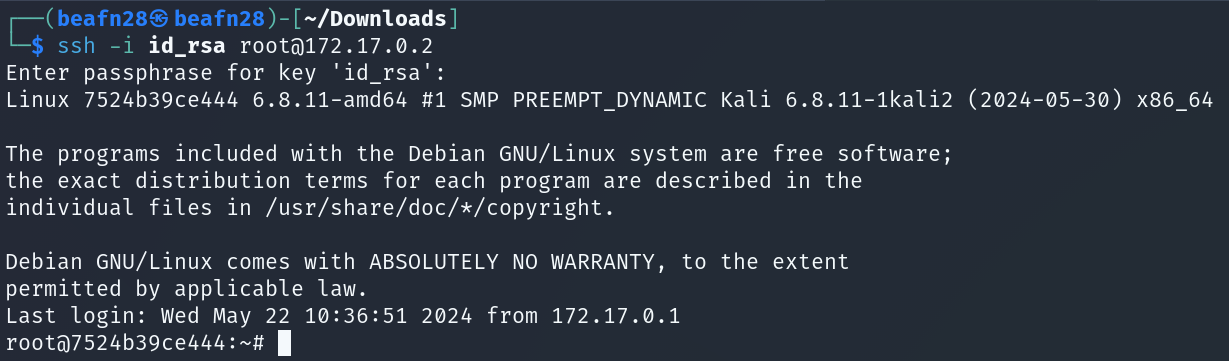 ┌──(beafn28㉿beafn28)-[~/Downloads]
└─$ ssh -i id_rsa root@172.17.0.2
Enter passphrase for key 'id_rsa':
Linux 7524b39ce444 6.8.11-amd64 #1 SMP PREEMPT_DYNAMIC Kali 6.8.11-1kali2 (2024-05-30) x86_64
The programs included with the Debian GNU/Linux system are free software;
the exact distribution terms for each program are described in the
individual files in /usr/share/doc/*/copyright.
Debian GNU/Linux comes with ABSOLUTELY NO WARRANTY, to the extent
permitted by applicable law.
Last login: Wed May 22 10:36:51 2024 from 172.17.0.1
root@7524b39ce444:~#